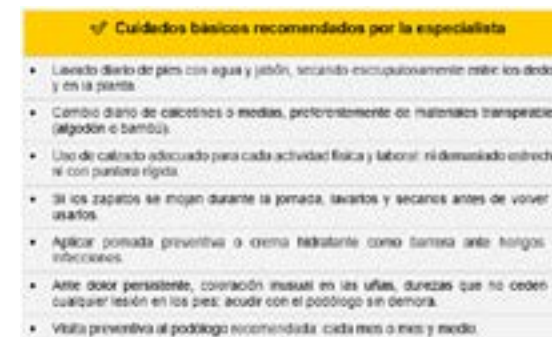 Cuidados básicos recomendados por la especialista
• Lavado diario de pies con agua y jabón, secando escrupulosamente entre los dedo
y en la planta.
• Cambio diario de calcetines o medias, preferentemente de materiales transpirable
(algodón o bambú).
• Uso de calzado adecuado para cada actividad física y laboral: ni demasiado estrech
ni con puntera rígida.
• Si los zapatos se mojan durante la jornada, lavarlos y secarlos antes de volver
usarlos.
• Aplicar pomada preventiva o crema hidratante como barrera ante hongos
infecciones.
• Ante dolor persistente, coloración inusual en las uñas, durezas que no ceden
cualquier lesión en los pies: acudir con el podólogo sin demora.
• Visita preventiva al podólogo recomendada: cada mes o mes y medio.